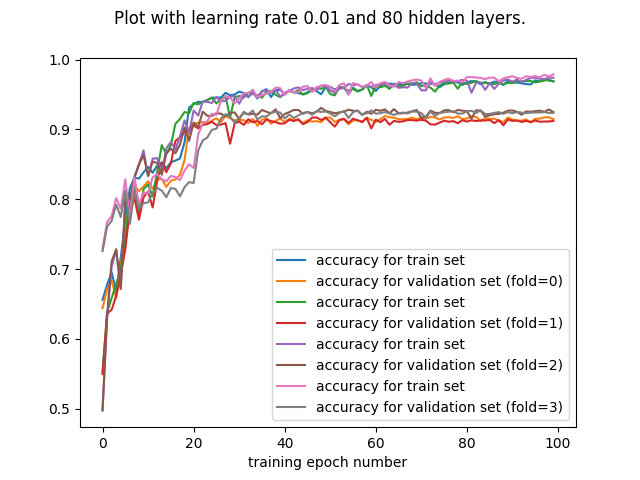 Plot with learning rate 0.01 and 80 hidden layers.
1.0
0.9
0.8
0.7
0.6
0.5
accuracy for train set
accuracy for validation set (fold=0)
accuracy for train set
accuracy for validation set (fold=1)
accuracy for train set
accuracy for validation set (fold=2)
accuracy for train set
accuracy for validation set (fold=3)
0 20 40 60 80 100
training epoch number